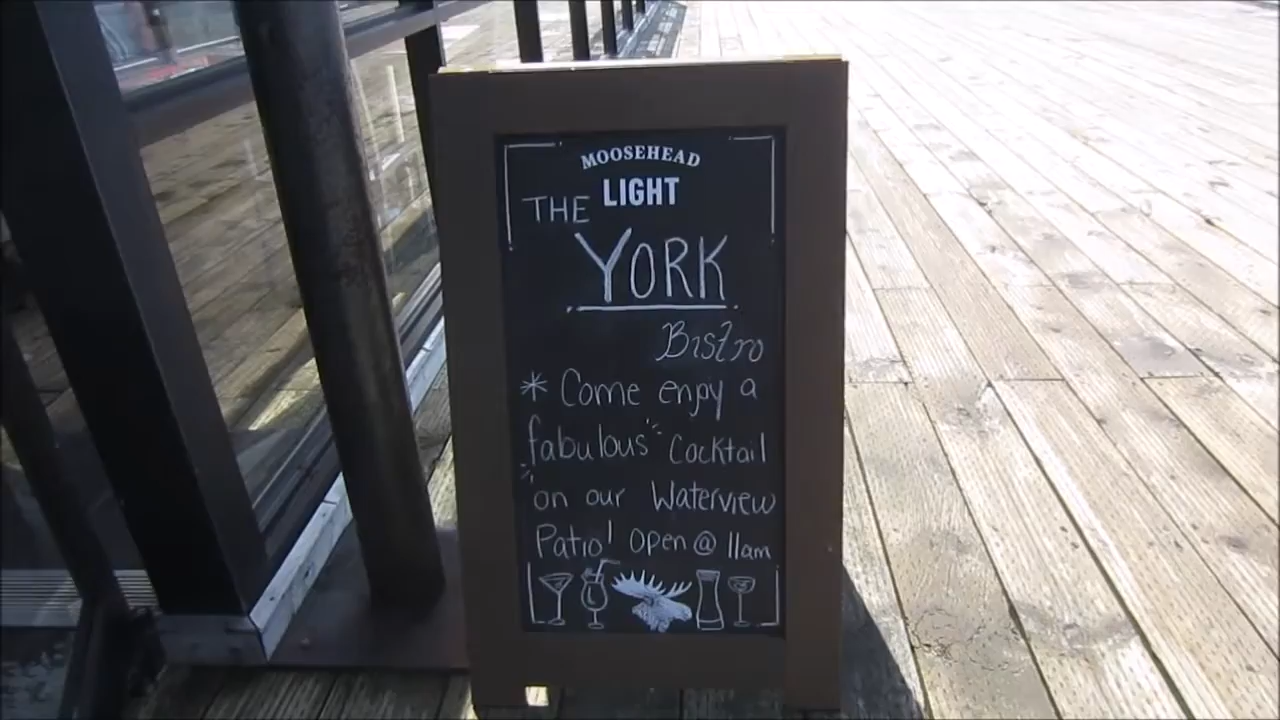 MOOSEHEAD
LIGHT
THE
YORK
Bistro
* Come enjoy a
fabulous Cocktail
on our Waterview
Patio! Open @ 11am